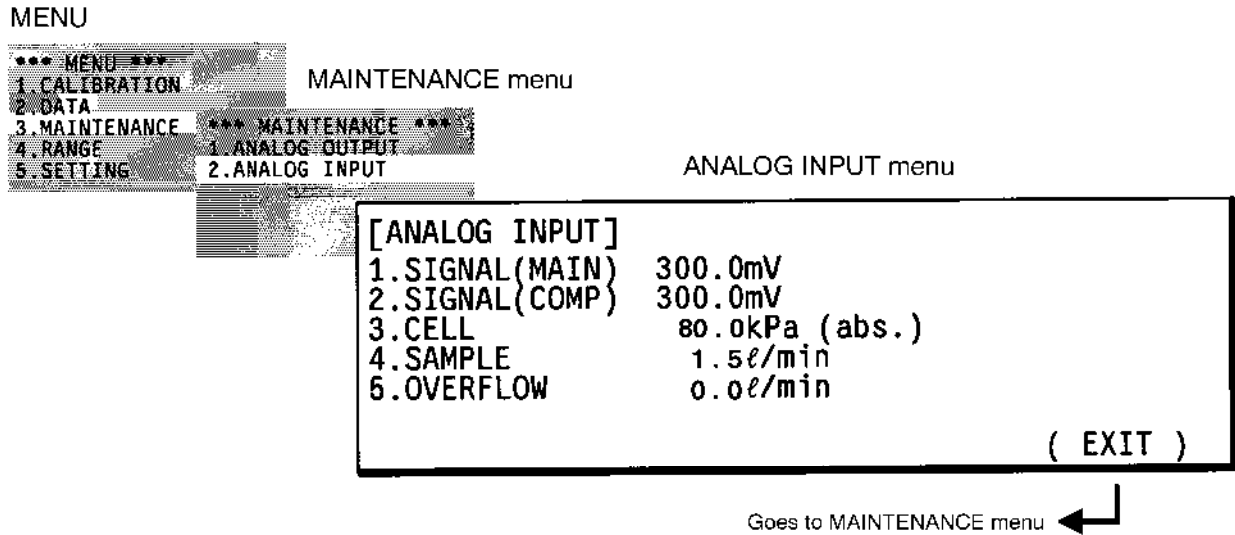 MENU
*** MENU ***
1.CALIBRATION
2.DATA
3.MAINTENANCE
4.RANGE
5.SETTING
MAINTENANCE menu
*** MAINTENANCE ***
1.ANALOG OUTPUT
2.ANALOG INPUT
ANALOG INPUT menu
[ANALOG INPUT]
1.SIGNAL(MAIN) 300.0mV
2.SIGNAL(COMP) 300.0mV
3.CELL 80.0kPa (abs.)
4.SAMPLE 1.5ℓ/min
5.OVERFLOW 0.0ℓ/min
( EXIT )
Goes to MAINTENANCE menu